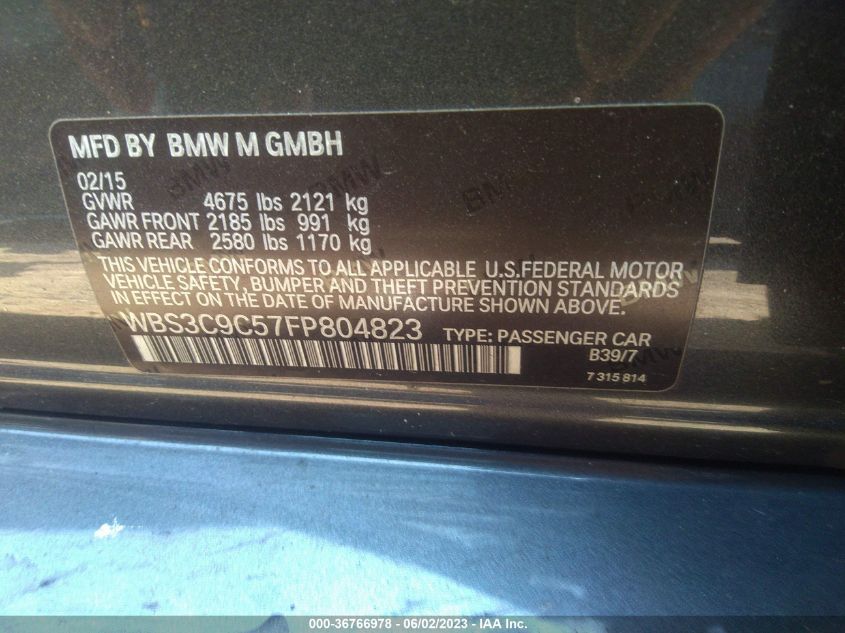 MFD BY BMW M GMBH
02/15
GVWR 4675 lbs 2121 kg
GAWR FRONT 2185 lbs 991 kg
GAWR REAR 2580 lbs 1170 kg
THIS VEHICLE CONFORMS TO ALL APPLICABLE U.S.FEDERAL MOTOR
VEHICLE SAFETY, BUMPER AND THEFT PREVENTION STANDARDS
IN EFFECT ON THE DATE OF MANUFACTURE SHOWN ABOVE.
WBS3C9C57FP804823 TYPE: PASSENGER CAR
B39/7
7 315 814
000-36766978 - 06/02/2023 - IAA Inc.